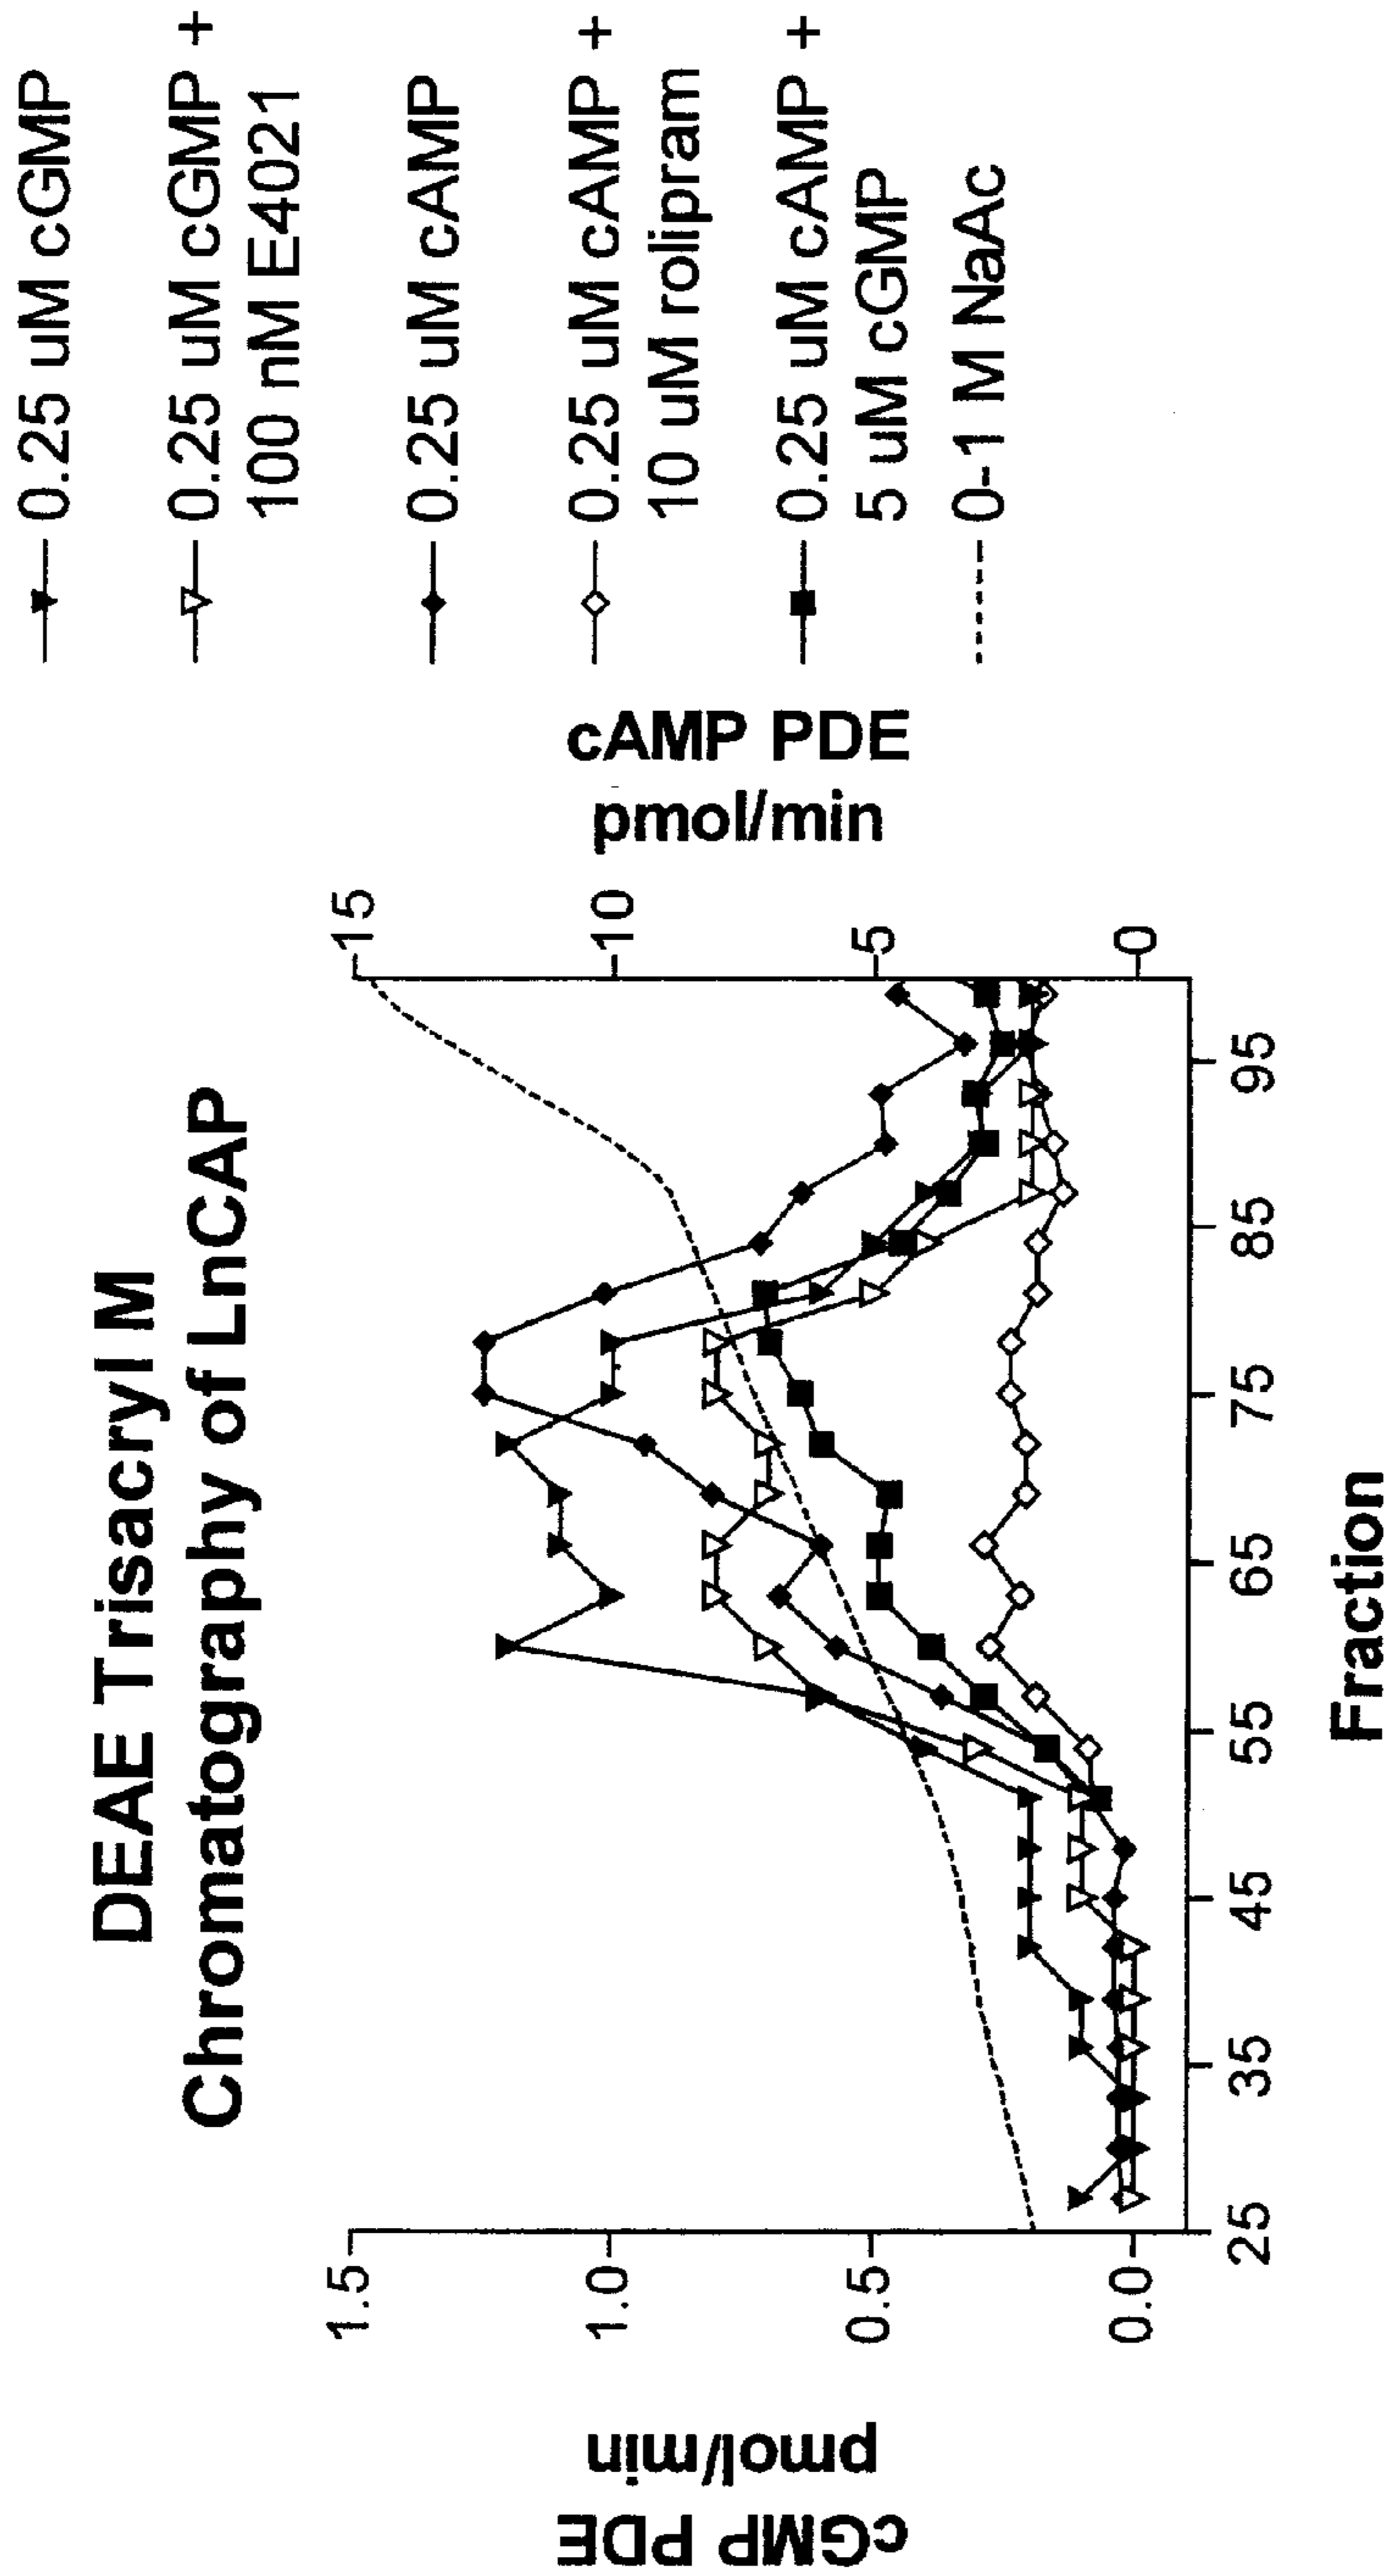 DEAE Trisacryl M
Chromatography of LnCAP
cGMP PDE
pmol/min
1.5
1.0
0.5
0.0
25
35
45
55
65
75
85
95
Fraction
15
10
5
0
cAMP PDE
pmol/min
0.25 uM cGMP
0.25 uM cGMP +
100 nM E4021
0.25 uM cAMP
0.25 uM cAMP +
10 uM rolipram
0.25 uM cAMP +
5 uM cGMP
0-1 M NaAc